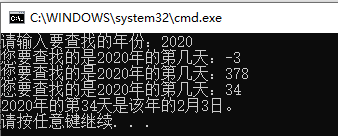 C:\WINDOWS\system32\cmd.exe
请输入要查找的年份：2020
您要查找的是2020年的第几天：-3
您要查找的是2020年的第几天：378
您要查找的是2020年的第几天：34
2020年的第34天是该年的2月3日。
请按任意键继续. . .